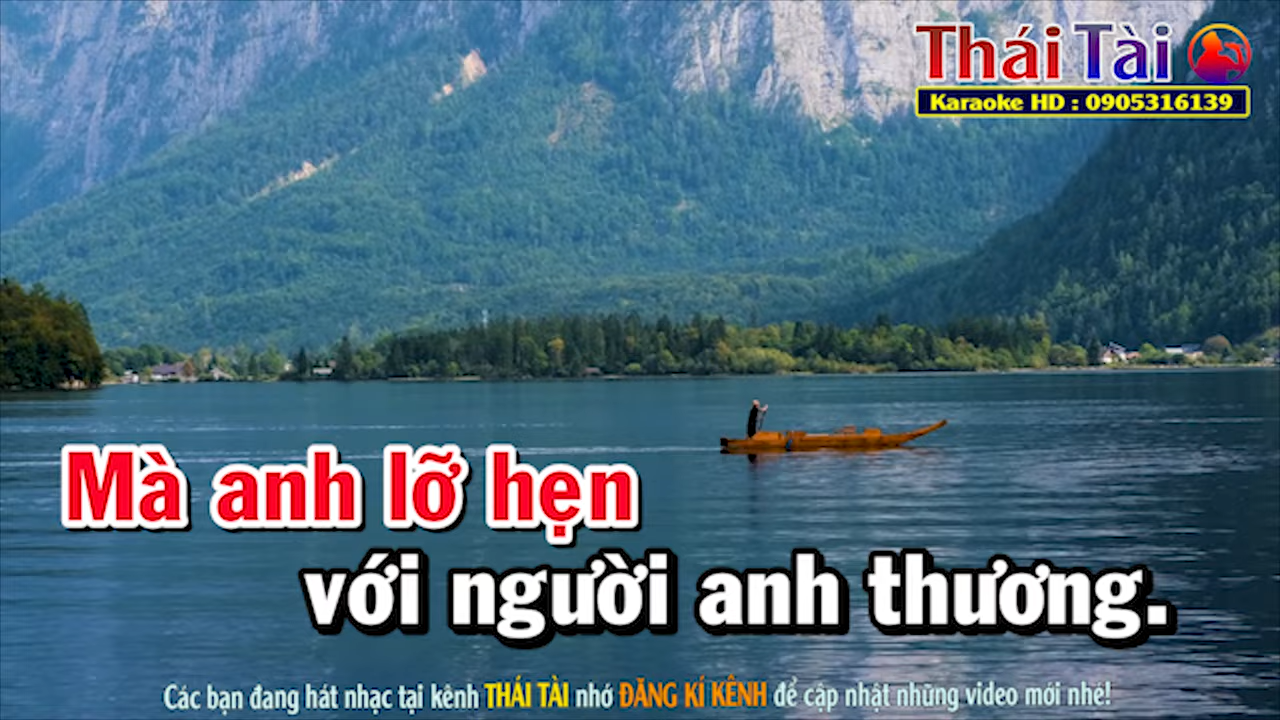 Thái Tài
Karaoke HD : 0905316139
Mà anh lỡ hẹn
với người anh thương.
Các bạn đang hát nhạc tại kênh THÁI TÀI nhớ ĐĂNG KÍ KÊNH để cập nhật những video mới nhé!